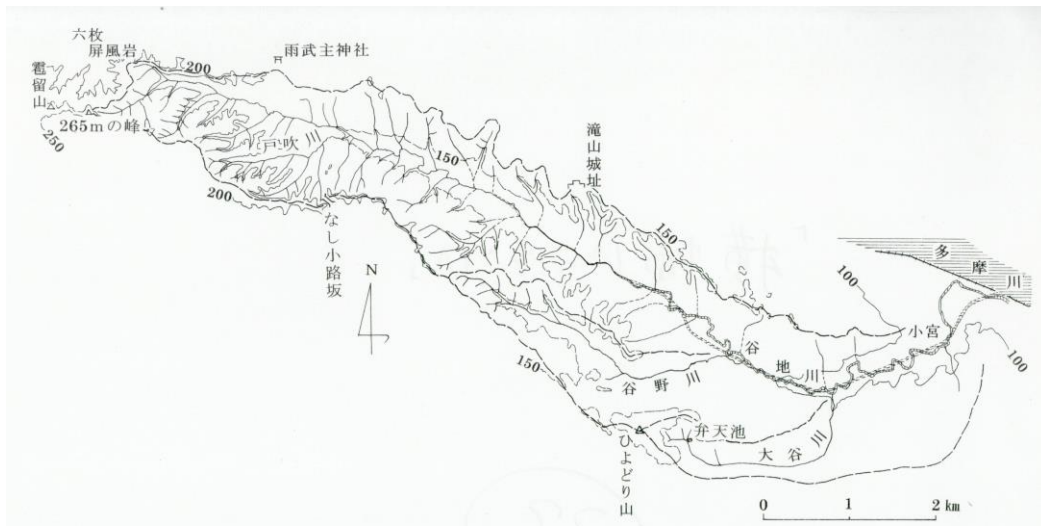 六枚
屏風岩
雹留山
265mの峰
250
200
雨武主神社
戸吹川
200
なし小路坂
N
150
滝山城址
150
150
100
多摩川
小宮
100
谷地川
谷野川
弁天池
大谷川
ひよどり山
0 1 2 km